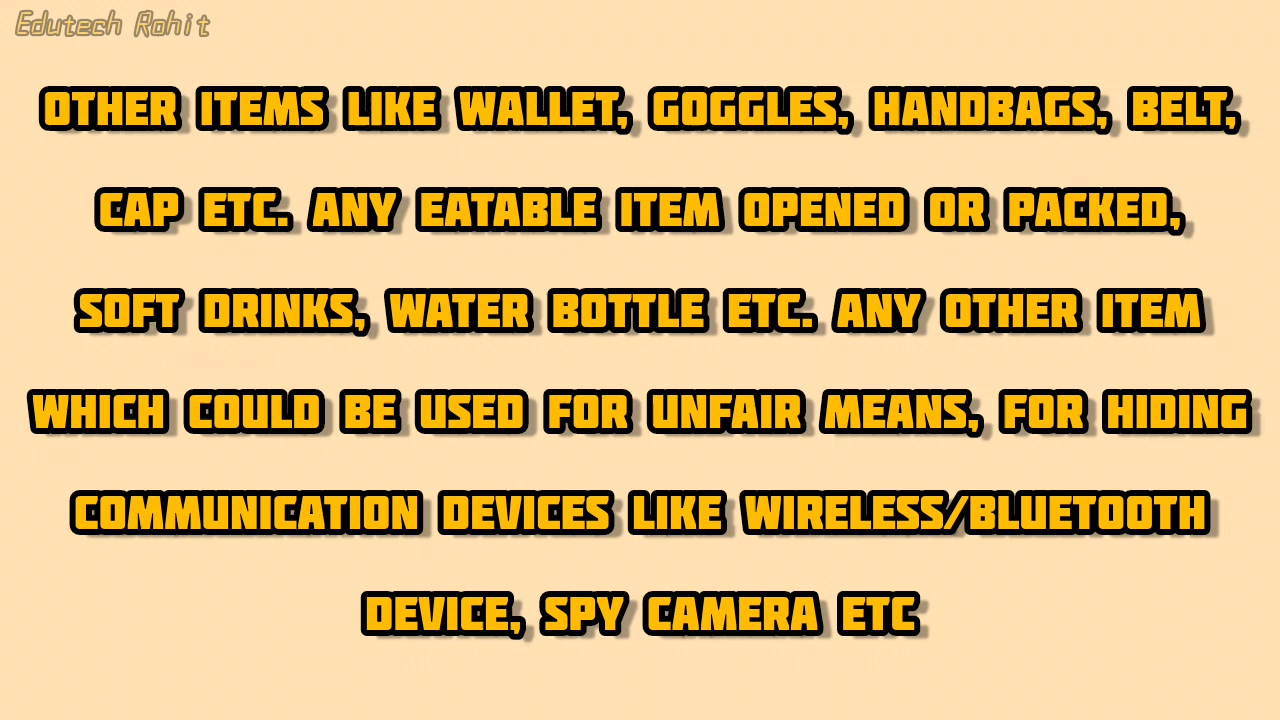 Edutech Rohit
OTHER ITEMS LIKE WALLET, GOGGLES, HANDBAGS, BELT,
CAP ETC. ANY EATABLE ITEM OPENED OR PACKED,
SOFT DRINKS, WATER BOTTLE ETC. ANY OTHER ITEM
WHICH COULD BE USED FOR UNFAIR MEANS, FOR HIDING
COMMUNICATION DEVICES LIKE WIRELESS/BLUETOOTH
DEVICE, SPY CAMERA ETC